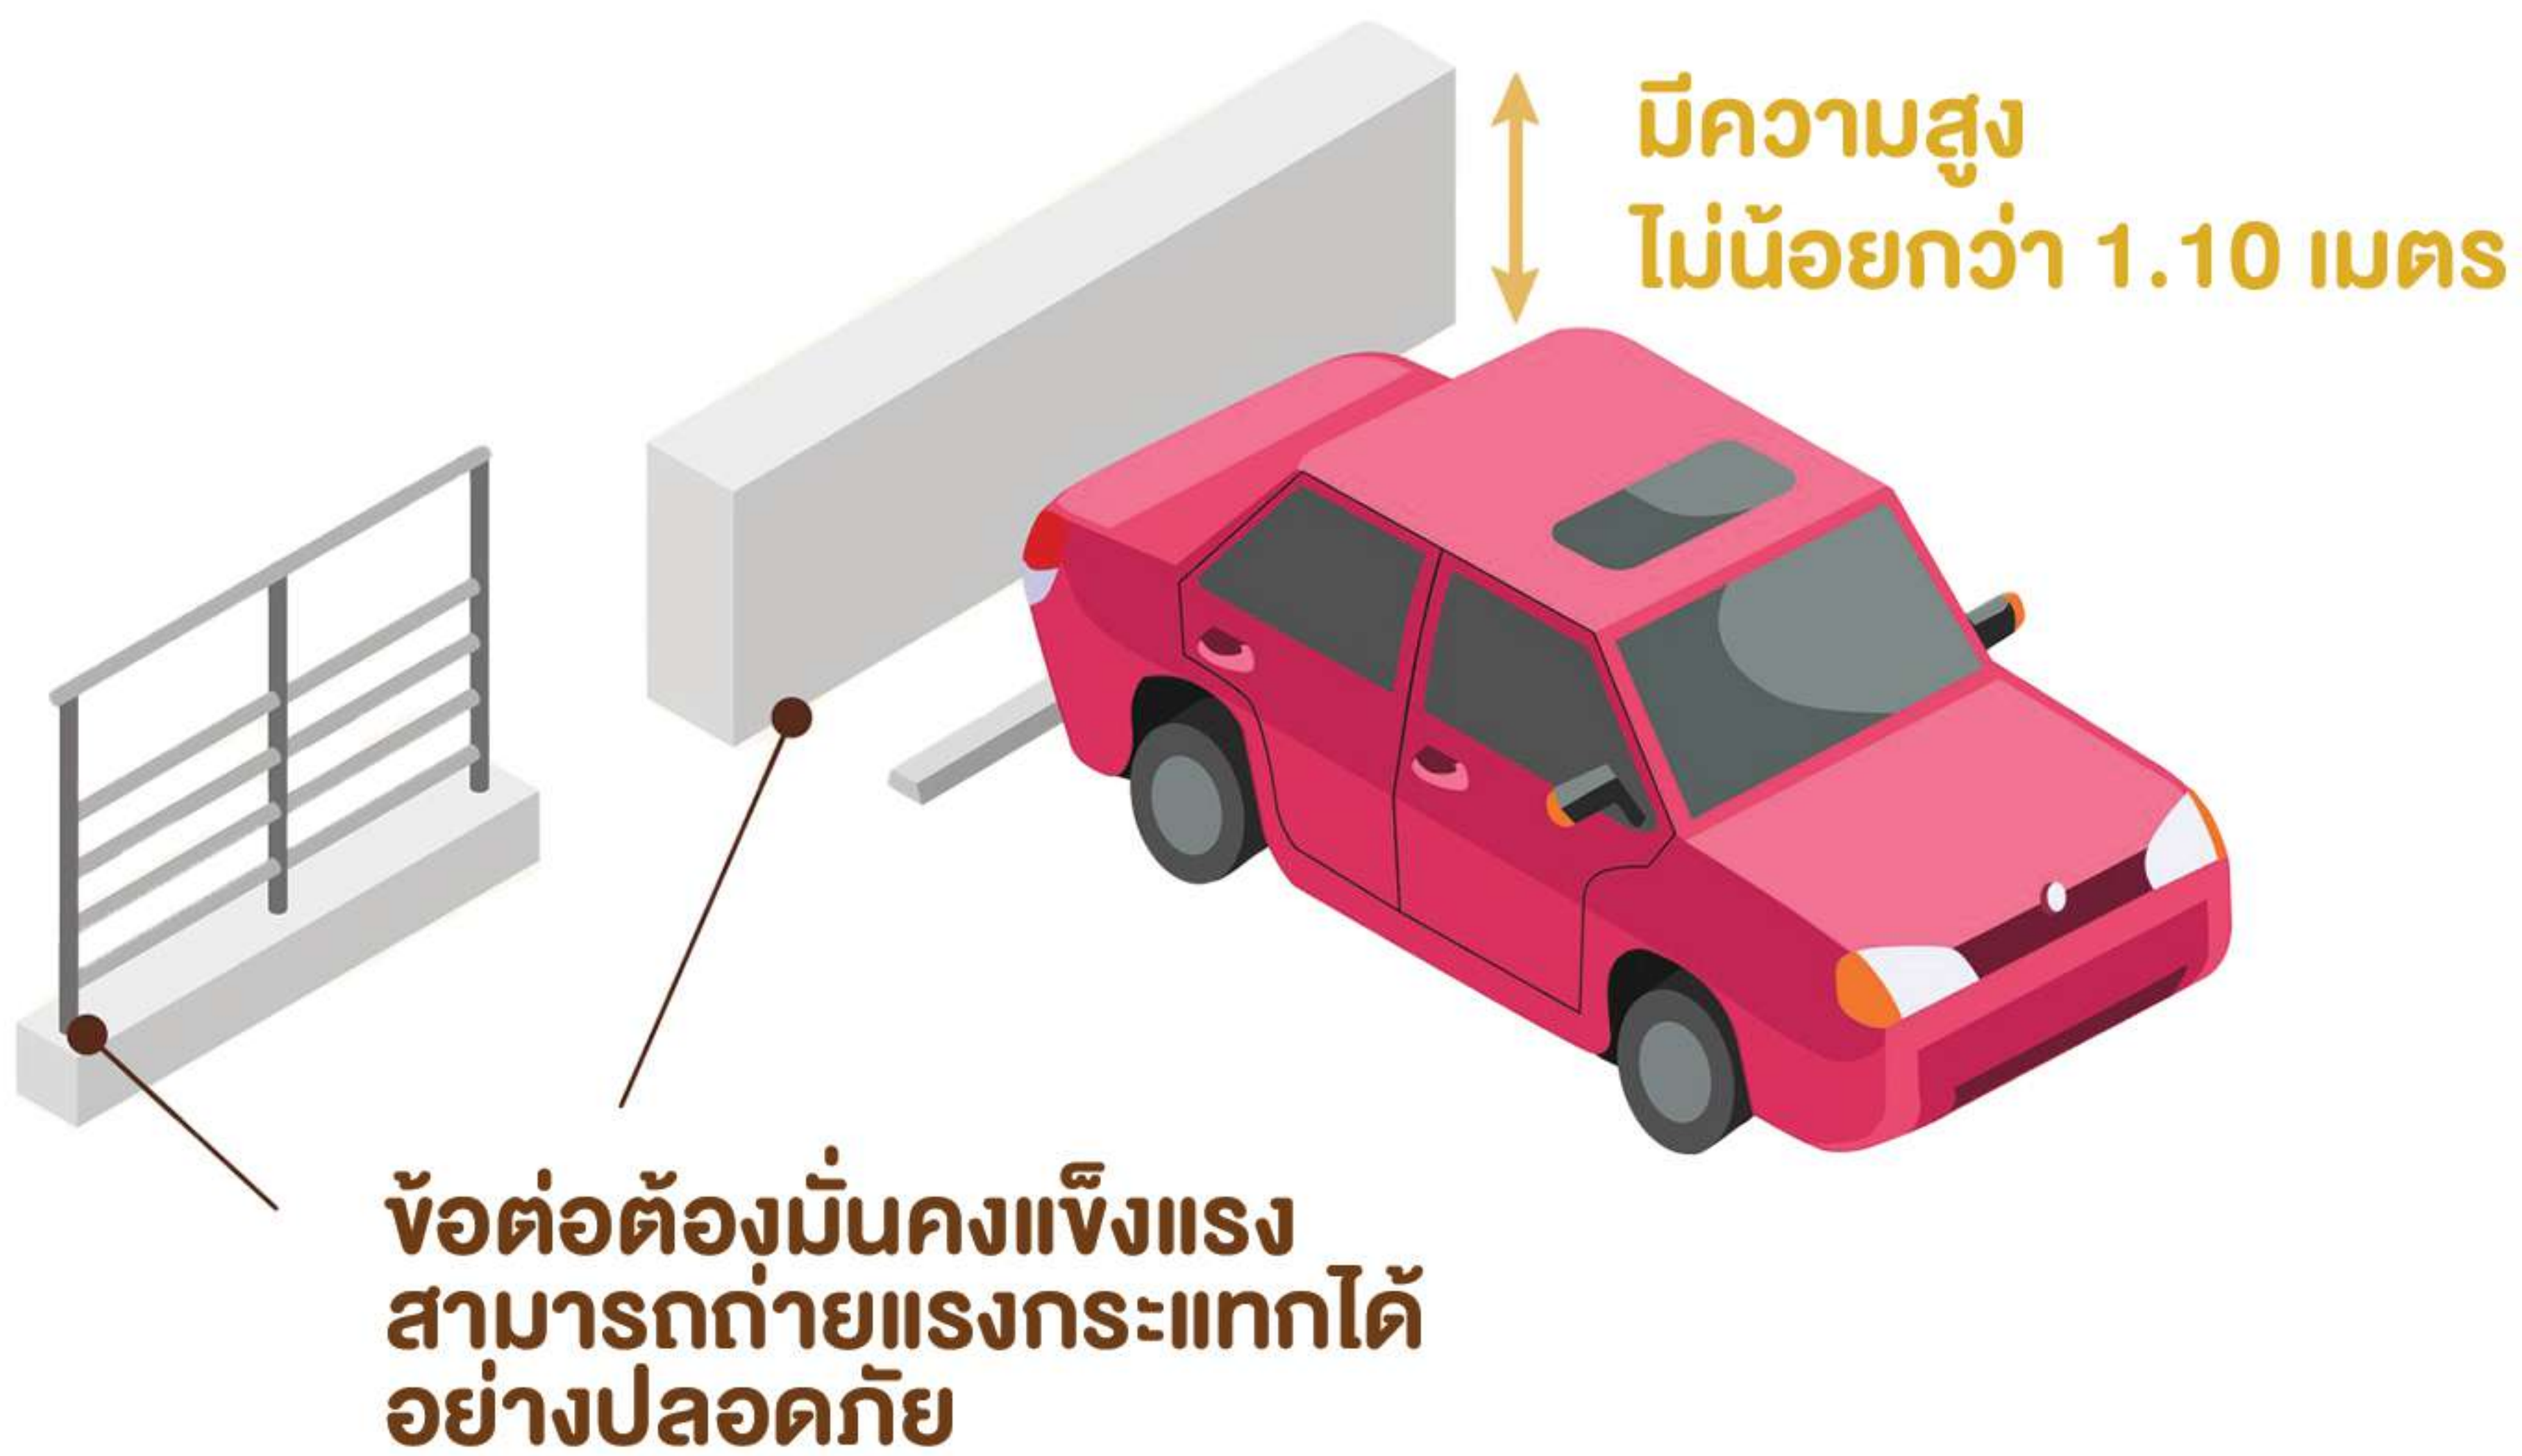 มีความสูง
ไม่น้อยกว่า 1.10 เมตร
ข้อต่อต้องมั่นคงแข็งแรง
สามารถถ่ายแรงกระแทกได้
อย่างปลอดภัย